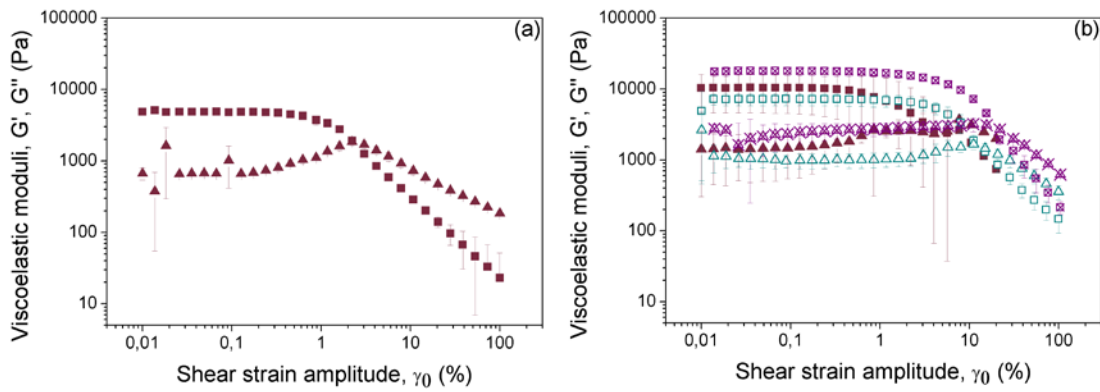 (a)
Viscoelastic moduli, G', G'' (Pa)
100000
10000
1000
100
10
0,01 0,1 1 10 100
Shear strain amplitude, γ0 (%)
(b)
Viscoelastic moduli, G', G'' (Pa)
100000
10000
1000
100
10
0,01 0,1 1 10 100
Shear strain amplitude, γ0 (%)